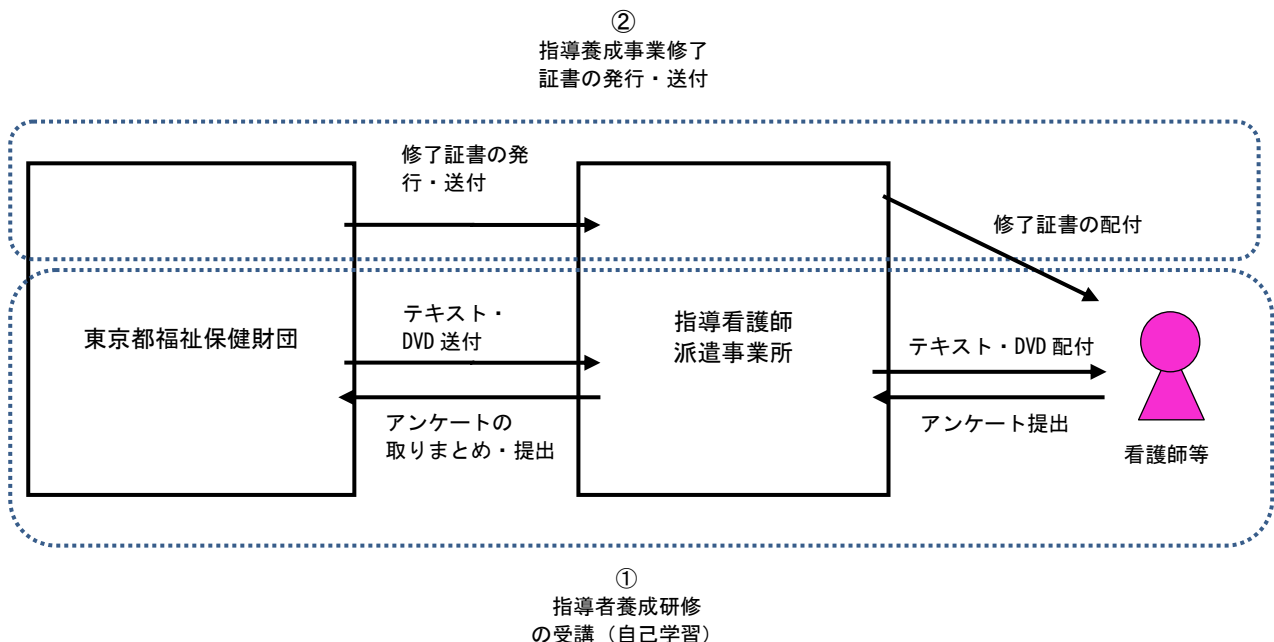 ②
指導養成事業修了
証書の発行・送付
修了証書の発
行・送付
修了証書の配付
東京都福祉保健財団
テキスト・
DVD 送付
指導看護師
派遣事業所
テキスト・DVD 配付
アンケートの
取りまとめ・提出
アンケート提出
看護師等
①
指導者養成研修
の受講（自己学習）